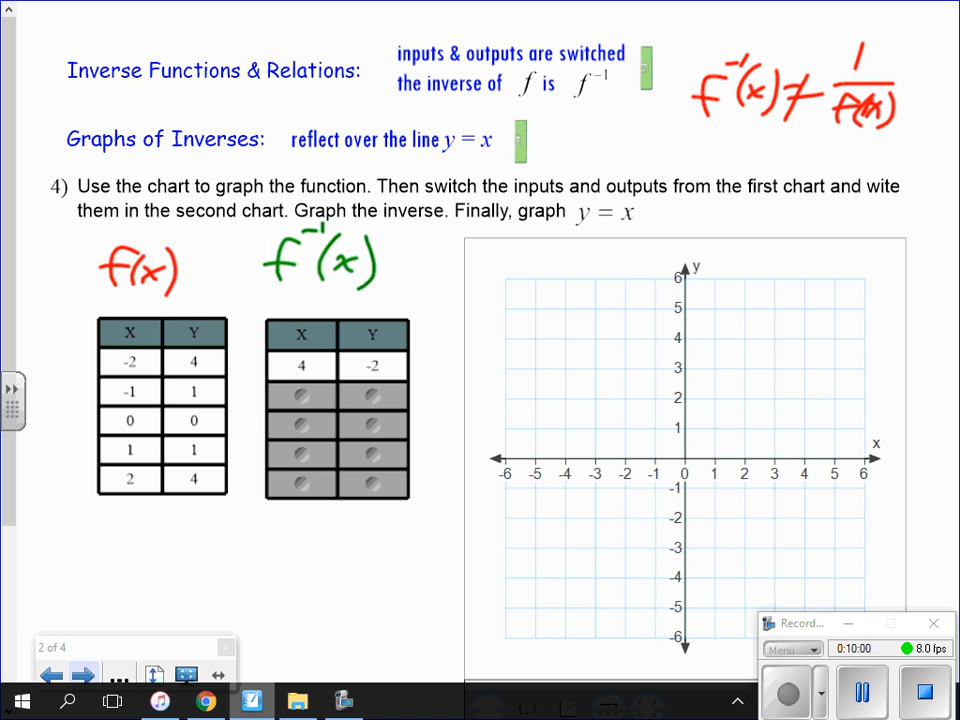 Inverse Functions & Relations:
inputs & outputs are switched
the inverse of f is f⁻¹
f⁻¹(x) ≠ 1/f(x)
Graphs of Inverses: reflect over the line y = x
4) Use the chart to graph the function. Then switch the inputs and outputs from the first chart and wite
them in the second chart. Graph the inverse. Finally, graph y = x
f(x)
f⁻¹(x)
X Y
-2 4
-1 1
0 0
1 1
2 4
X Y
4 -2
y
6
5
4
3
2
1
x
-6 -5 -4 -3 -2 -1 0 1 2 3 4 5 6
-1
-2
-3
-4
-5
-6
2 of 4
...
Record...
Menu
0:10:00
8.0 fps